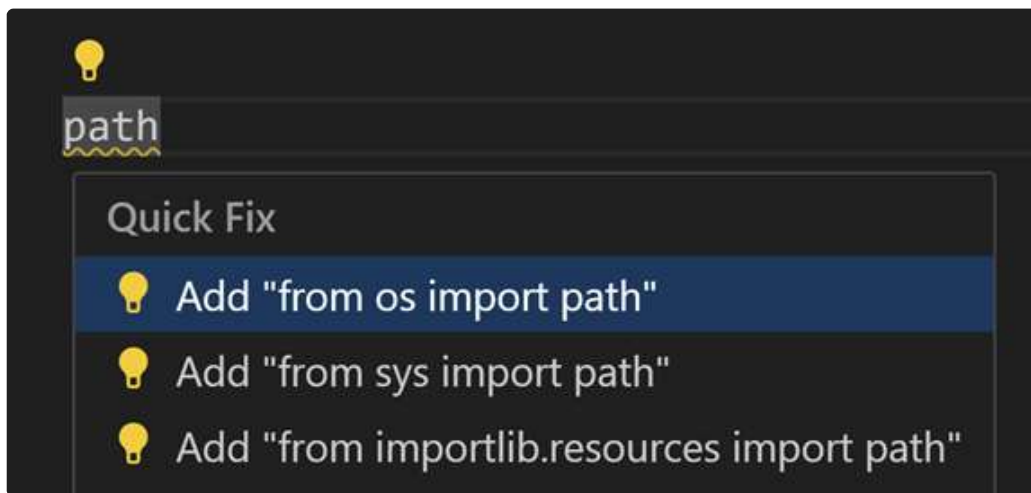 path
Quick Fix
Add "from os import path"
Add "from sys import path"
Add "from importlib.resources import path"